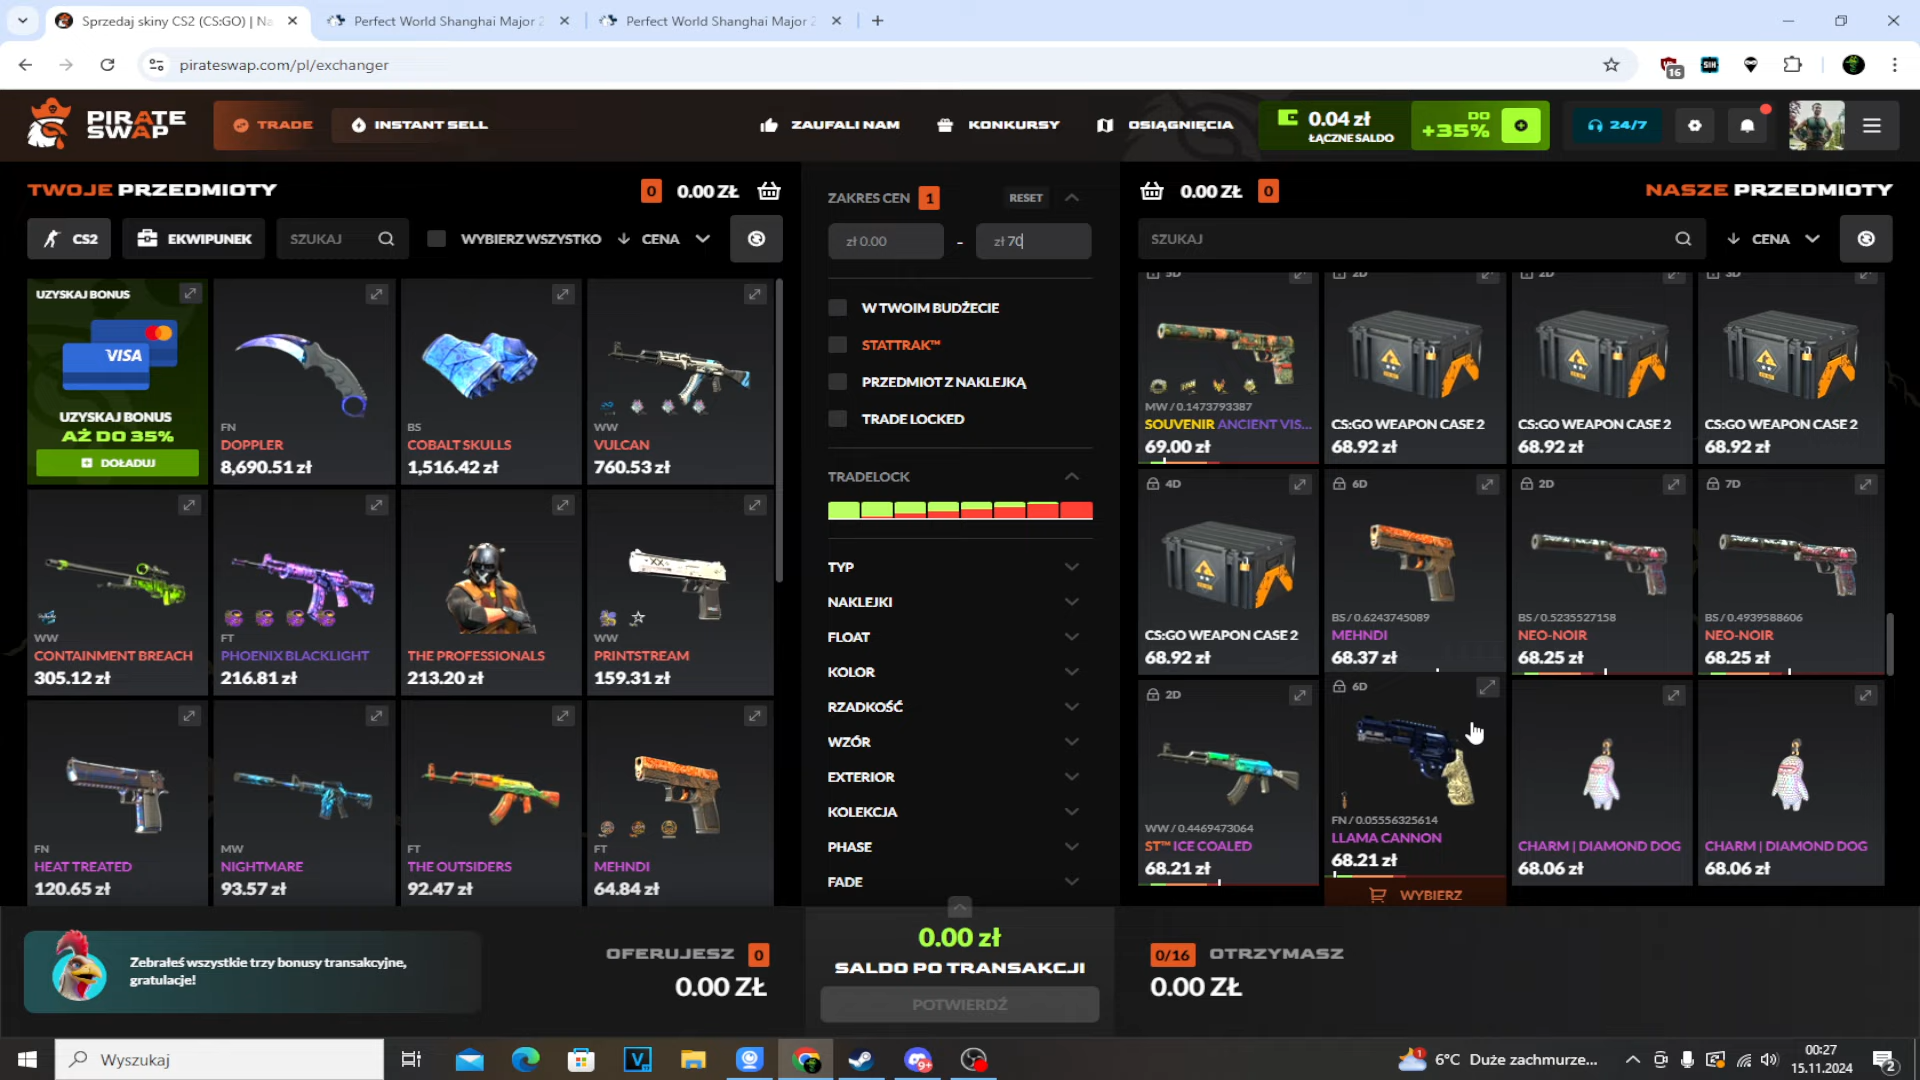 Sprzedaj skiny CS2 (CS:GO) | Na
Perfect World Shanghai Major 2
Perfect World Shanghai Major 2
pirateswap.com/pl/exchanger
16
SIH
PIRATE
SWAP
TRADE
INSTANT SELL
ZAUFALI NAM
KONKURSY
OSIĄGNIĘCIA
0.04 zł
ŁĄCZNE SALDO
DO
+35%
24/7
TWOJE PRZEDMIOTY
0 0.00 ZŁ
CS2
EKWIPUNEK
SZUKAJ
WYBIERZ WSZYSTKO
CENA
UZYSKAJ BONUS
VISA
UZYSKAJ BONUS
AŻ DO 35%
DOŁADUJ
FN
DOPPLER
8,690.51 zł
BS
COBALT SKULLS
1,516.42 zł
WW
VULCAN
760.53 zł
WW
CONTAINMENT BREACH
305.12 zł
FT
PHOENIX BLACKLIGHT
216.81 zł
THE PROFESSIONALS
213.20 zł
WW
PRINTSTREAM
159.31 zł
FN
HEAT TREATED
120.65 zł
MW
NIGHTMARE
93.57 zł
FT
THE OUTSIDERS
92.47 zł
FT
MEHNDI
64.84 zł
ZAKRES CEN 1
RESET
zł 0.00 - zł 70
W TWOIM BUDŻECIE
STATTRAK™
PRZEDMIOT Z NAKLEJKĄ
TRADE LOCKED
TRADELOCK
TYP
NAKLEJKI
FLOAT
KOLOR
RZADKOŚĆ
WZÓR
EXTERIOR
KOLEKCJA
PHASE
FADE
0.00 ZŁ 0
NASZE PRZEDMIOTY
SZUKAJ
CENA
5D
2D
2D
3D
MW / 0.1473793387
SOUVENIR ANCIENT VIS...
69.00 zł
CS:GO WEAPON CASE 2
68.92 zł
CS:GO WEAPON CASE 2
68.92 zł
CS:GO WEAPON CASE 2
68.92 zł
4D
CS:GO WEAPON CASE 2
68.92 zł
6D
BS / 0.6243745089
MEHNDI
68.37 zł
2D
BS / 0.5235527158
NEO-NOIR
68.25 zł
7D
BS / 0.4939588606
NEO-NOIR
68.25 zł
2D
WW / 0.4469473064
ST™ ICE COALED
68.21 zł
6D
FN / 0.05556325614
LLAMA CANNON
68.21 zł
WYBIERZ
CHARM | DIAMOND DOG
68.06 zł
CHARM | DIAMOND DOG
68.06 zł
Zebrałeś wszystkie trzy bonusy transakcyjne,
gratulacje!
OFERUJESZ 0
0.00 ZŁ
0.00 zł
SALDO PO TRANSAKCJI
POTWIERDŹ
0/16 OTRZYMASZ
0.00 ZŁ
Wyszukaj
V
9+
1
6°C Duże zachmurze...
00:27
15.11.2024
2